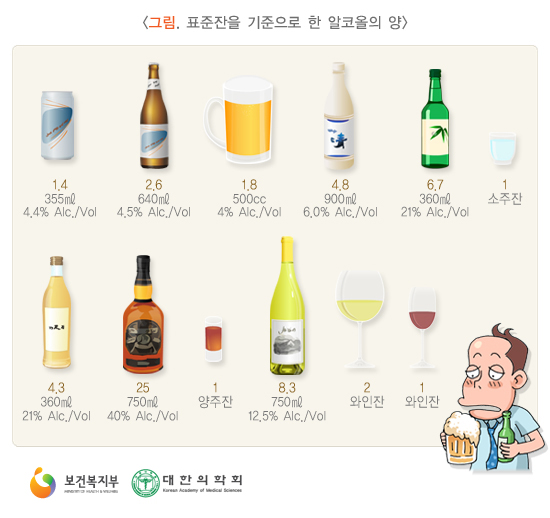 <그림. 표준잔을 기준으로 한 알코올의 양>
1.4
355㎖
4.4% Alc./Vol
2.6
640㎖
4.5% Alc./Vol
1.8
500cc
4% Alc./Vol
4.8
900㎖
6.0% Alc./Vol
6.7
360㎖
21% Alc./Vol
1
소주잔
4.3
360㎖
21% Alc./Vol
25
750㎖
40% Alc./Vol
1
양주잔
8.3
750㎖
12.5% Alc./Vol
2
와인잔
1
와인잔
보건복지부
MINISTRY OF HEALTH & WELFARE
대한의학회
Korean Academy of Medical Sciences